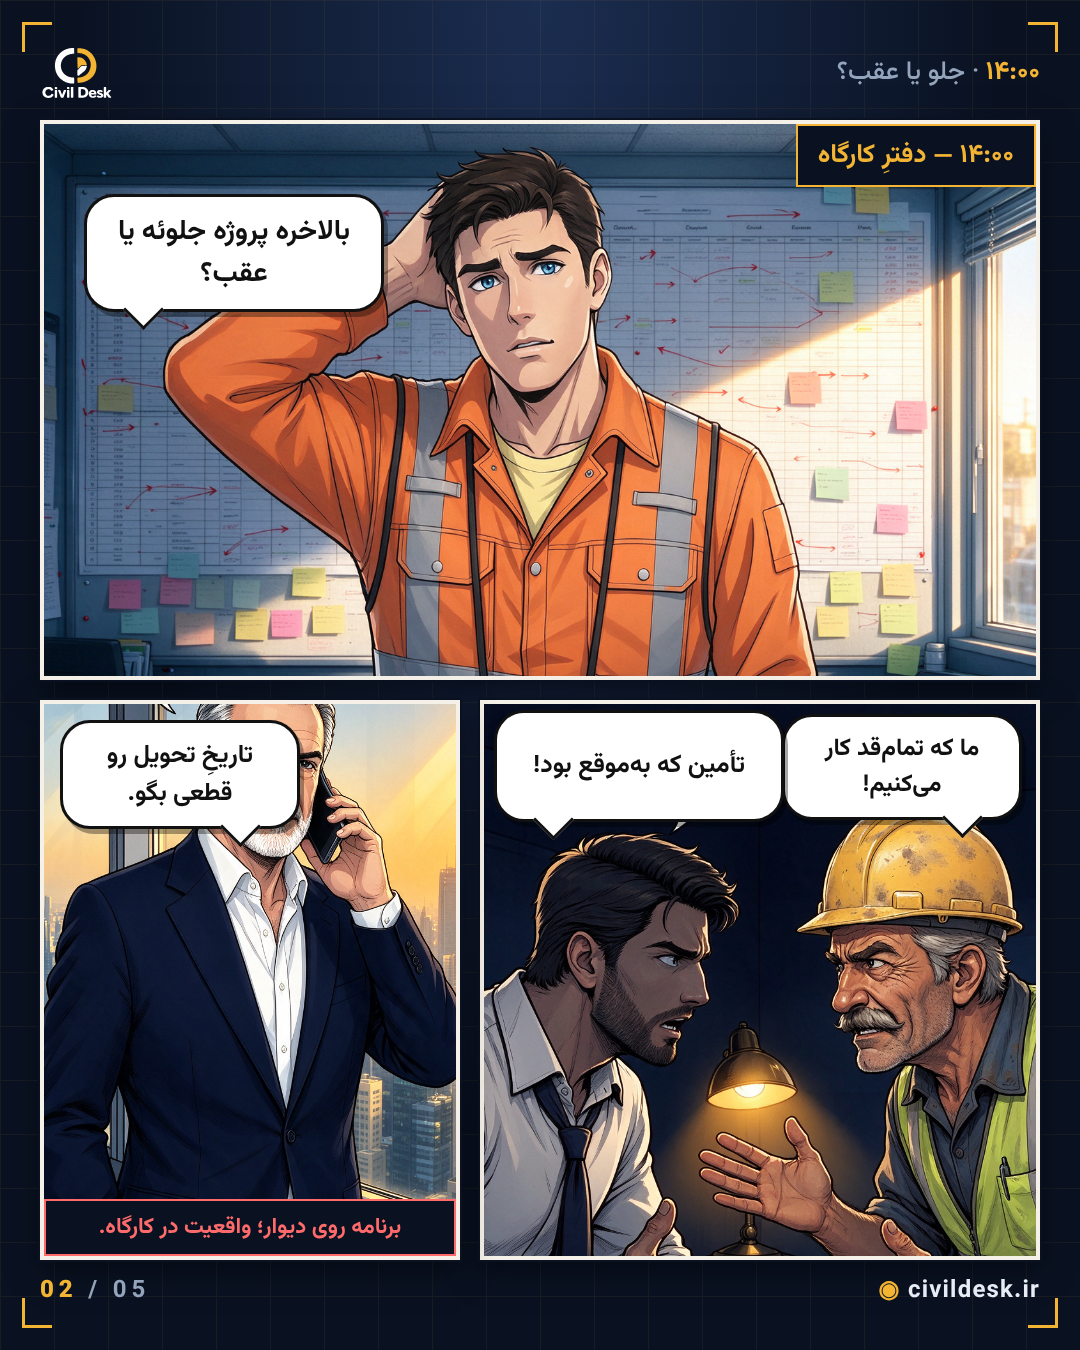 ۱۴:۰۰ · جلو یا عقب؟
Civil Desk
۱۴:۰۰ — دفترِ کارگاه
بالاخره پروژه جلوئه یا
عقب؟
ما که تمام‌قد کار
می‌کنیم!
تأمین که به‌موقع بود!
تاریخِ تحویل رو
قطعی بگو.
برنامه روی دیوار؛ واقعیت در کارگاه.
02 / 05
civildesk.ir